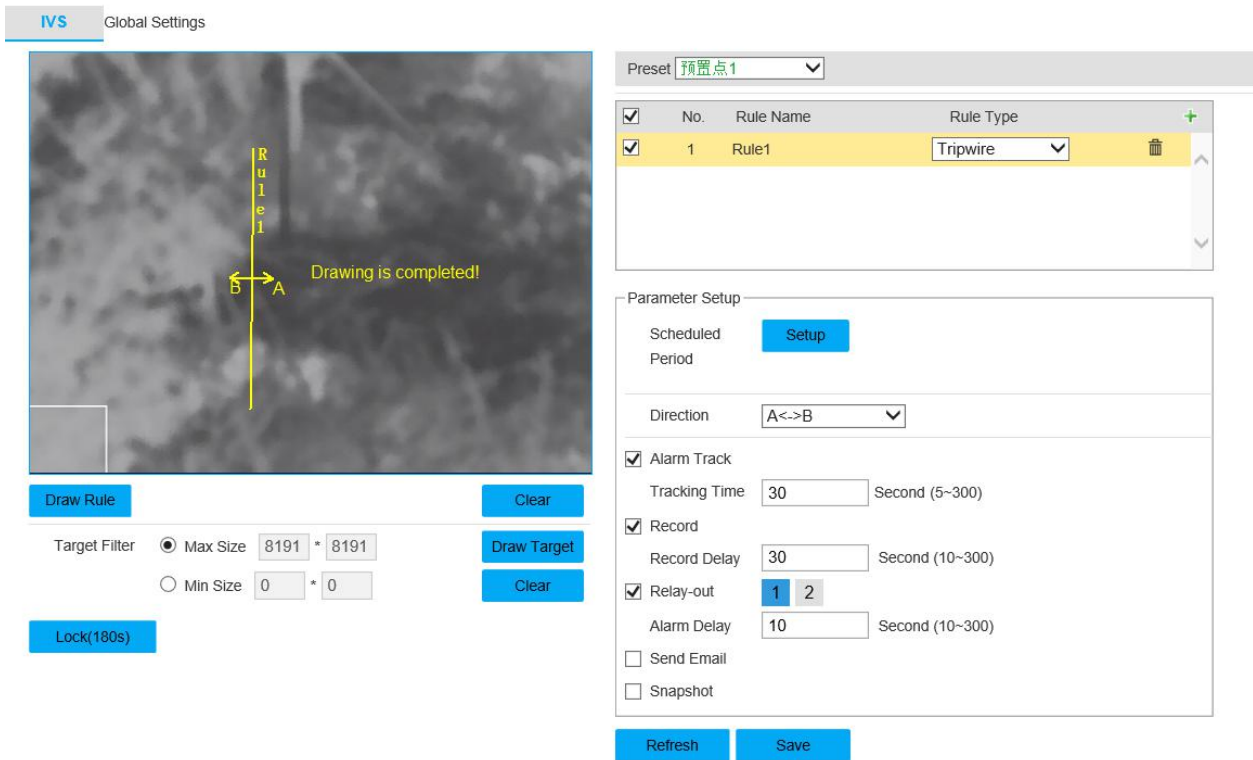 IVS Global Settings
Preset 预置点1
No. Rule Name Rule Type
1 Rule1 Tripwire
Rule1
Drawing is completed!
B A
Draw Rule Clear
Target Filter Max Size 8191 * 8191 Draw Target
Min Size 0 * 0 Clear
Lock(180s)
Parameter Setup
Scheduled
Period
Setup
Direction A<->B
Alarm Track
Tracking Time 30 Second (5~300)
Record
Record Delay 30 Second (10~300)
Relay-out 1 2
Alarm Delay 10 Second (10~300)
Send Email
Snapshot
Refresh Save